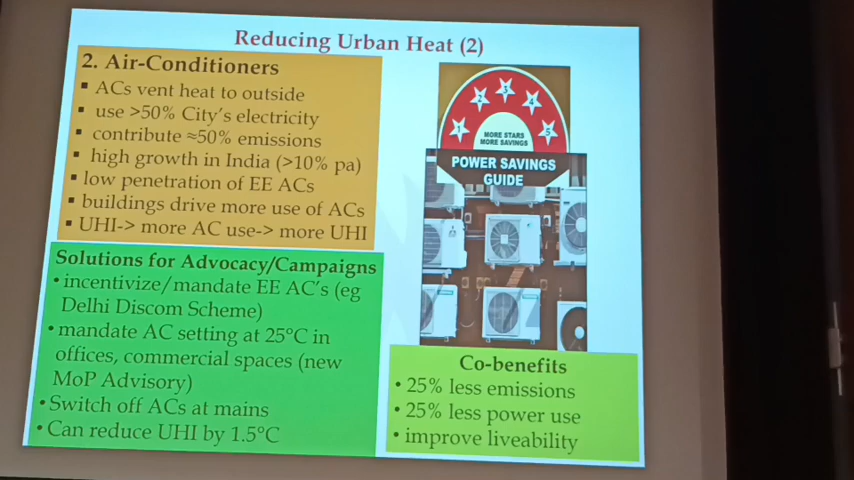 Reducing Urban Heat (2)
2. Air-Conditioners
▪ ACs vent heat to outside
▪ use >50% City's electricity
▪ contribute ≈50% emissions
▪ high growth in India (>10% pa)
▪ low penetration of EE ACs
▪ buildings drive more use of ACs
▪ UHI-> more AC use-> more UHI
Solutions for Advocacy/Campaigns
• incentivize/mandate EE AC's (eg
Delhi Discom Scheme)
• mandate AC setting at 25°C in
offices, commercial spaces (new
MoP Advisory)
• Switch off ACs at mains
• Can reduce UHI by 1.5°C
1 2 3 4 5
MORE STARS
MORE SAVINGS
POWER SAVINGS
GUIDE
Co-benefits
• 25% less emissions
• 25% less power use
• improve liveability